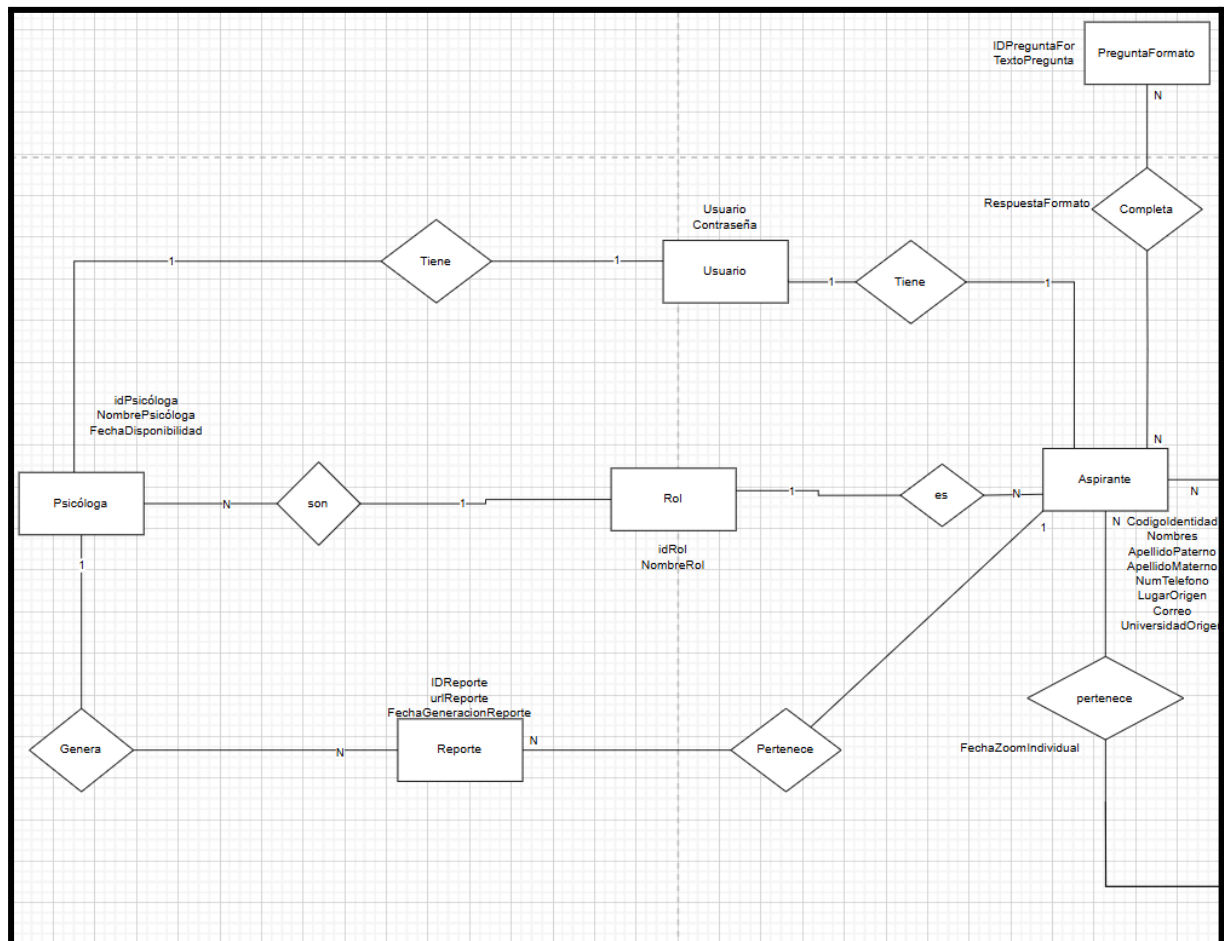 IDPreguntaFor
TextoPregunta
PreguntaFormato
N
RespuestaFormato
Completa
Usuario
Contraseña
1
Tiene
1
Usuario
1
Tiene
1
idPsicóloga
NombrePsicóloga
FechaDisponibilidad
N
Psicóloga
N
son
1
Rol
1
es
N
Aspirante
N
idRol
NombreRol
1
N
CodigoIdentidad
Nombres
ApellidoPaterno
ApellidoMaterno
NumTelefono
LugarOrigen
Correo
UniversidadOrigen
1
IDReporte
urlReporte
FechaGeneracionReporte
Genera
N
Reporte
N
Pertenece
pertenece
FechaZoomIndividual